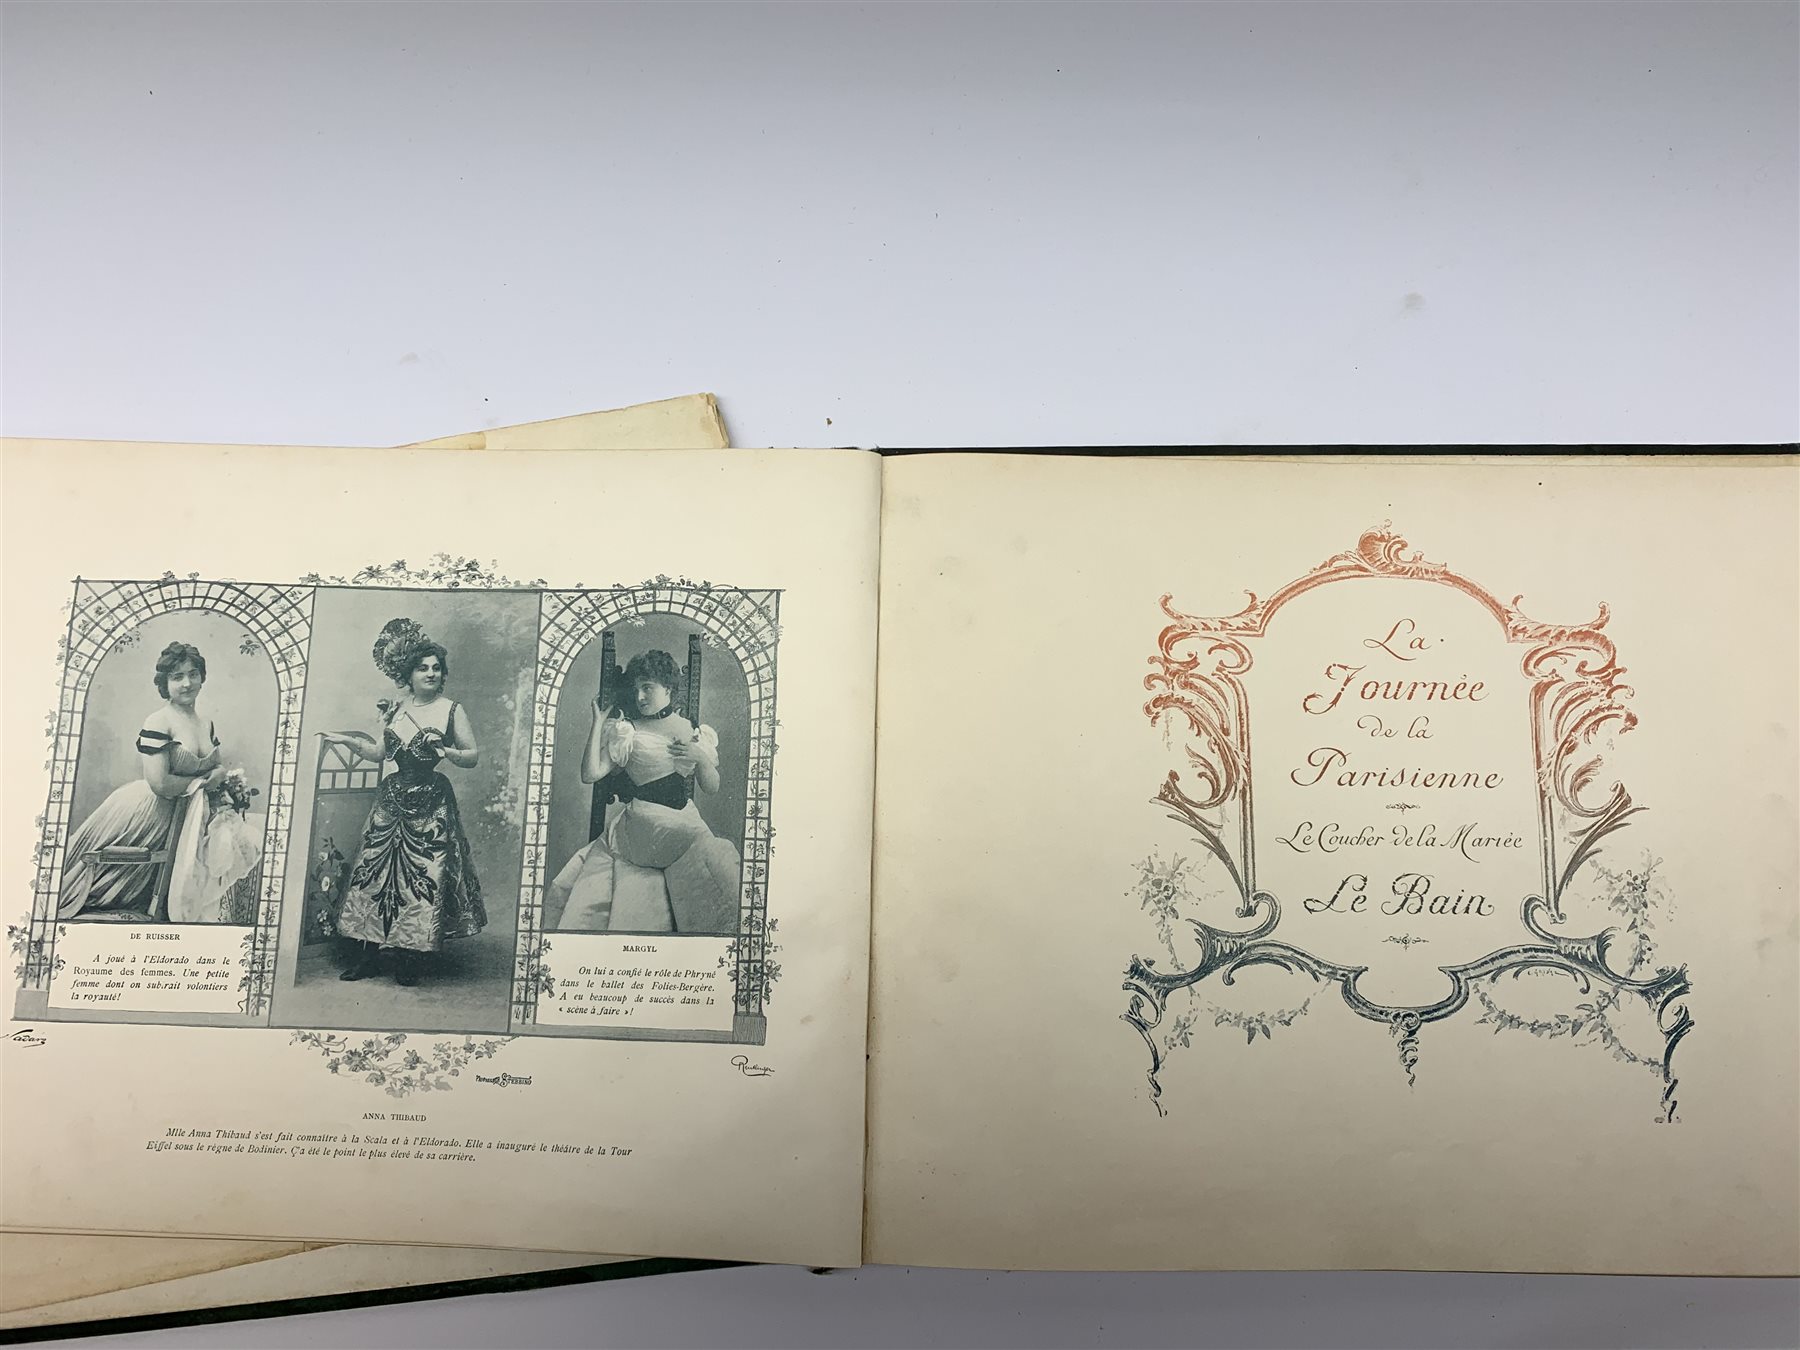 DE RUISSER
A joué à l'Eldorado dans le
Royaume des femmes. Une petite
femme dont on subirait volontiers
la royauté!
MARGYL
On lui a confié le rôle de Phryné
dans le ballet des Folies-Bergère.
A eu beaucoup de succès dans la
« scène à faire »!
Nadar
Reutlinger
ANNA THIBAUD
Mlle Anna Thibaud s'est fait connaître à la Scala et à l'Eldorado. Elle a inauguré le théâtre de la Tour
Eiffel sous le règne de Bodinier. Ç'a été le point le plus élevé de sa carrière.
La
Journée
de la
Parisienne
Le Coucher de la Mariée
Le Bain